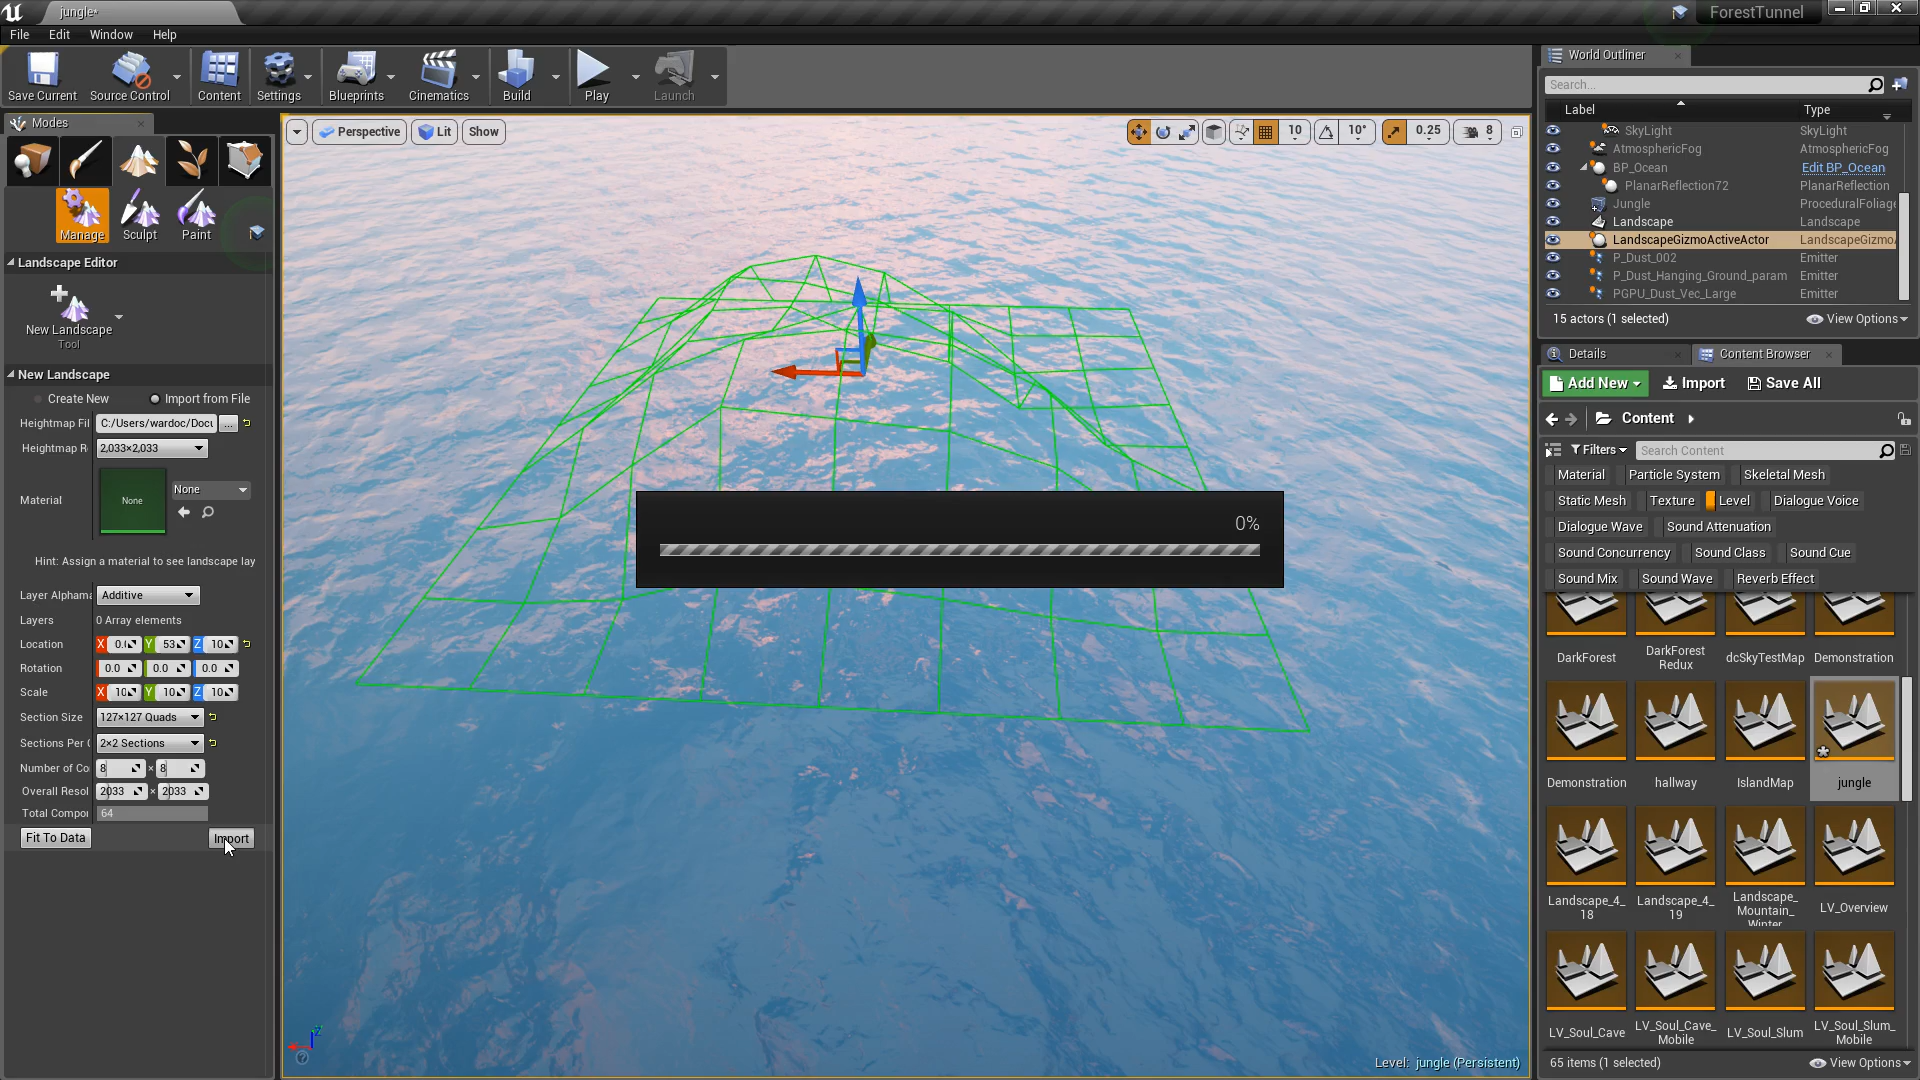 jungle*
ForestTunnel
File Edit Window Help
Save Current
Source Control
Content
Settings
Blueprints
Cinematics
Build
Play
Launch
Modes
Manage
Sculpt
Paint
Landscape Editor
New Landscape
Tool
New Landscape
Create New
Import from File
Heightmap Fil C:/Users/wardoc/Docu ...
Heightmap R 2,033×2,033
Material None None
Hint: Assign a material to see landscape lay
Layer Alphama Additive
Layers 0 Array elements
Location X 0.0 Y 53 Z 10
Rotation 0.0 0.0 0.0
Scale X 10 Y 10 Z 10
Section Size 127×127 Quads
Sections Per C 2×2 Sections
Number of Co 8 × 8
Overall Resol 2033 × 2033
Total Compor 64
Fit To Data
Import
Perspective
Lit
Show
10
10°
0.25
8
0%
Level: jungle (Persistent)
World Outliner
Search...
Label Type
SkyLight SkyLight
AtmosphericFog AtmosphericFog
BP_Ocean Edit BP_Ocean
PlanarReflection72 PlanarReflection
Jungle ProceduralFoliage
Landscape Landscape
LandscapeGizmoActiveActor LandscapeGizmoA
P_Dust_002 Emitter
P_Dust_Hanging_Ground_param Emitter
PGPU_Dust_Vec_Large Emitter
15 actors (1 selected)
View Options
Details
Content Browser
Add New
Import
Save All
Content
Filters
Search Content
Material Particle System Skeletal Mesh
Static Mesh Texture Level Dialogue Voice
Dialogue Wave Sound Attenuation
Sound Concurrency Sound Class Sound Cue
Sound Mix Sound Wave Reverb Effect
DarkForest
DarkForest
Redux
dcSkyTestMap
Demonstration
Demonstration
hallway
IslandMap
jungle
Landscape_4_
18
Landscape_4_
19
Landscape_
Mountain_
Winter
LV_Overview
LV_Soul_Cave
LV_Soul_Cave_
Mobile
LV_Soul_Slum
LV_Soul_Slum_
Mobile
65 items (1 selected)
View Options